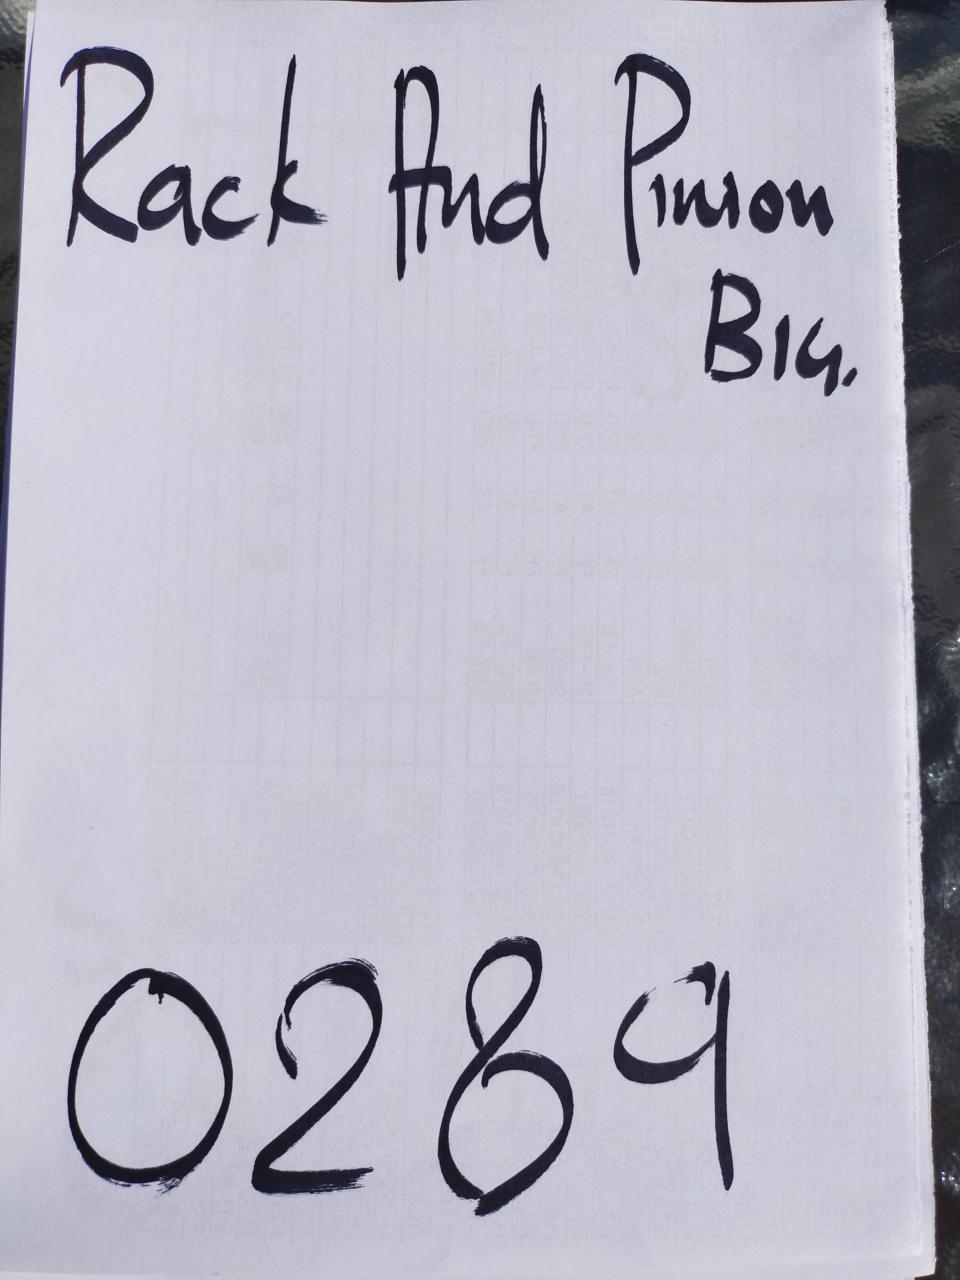 Rack And Pinion
BIG.
0289